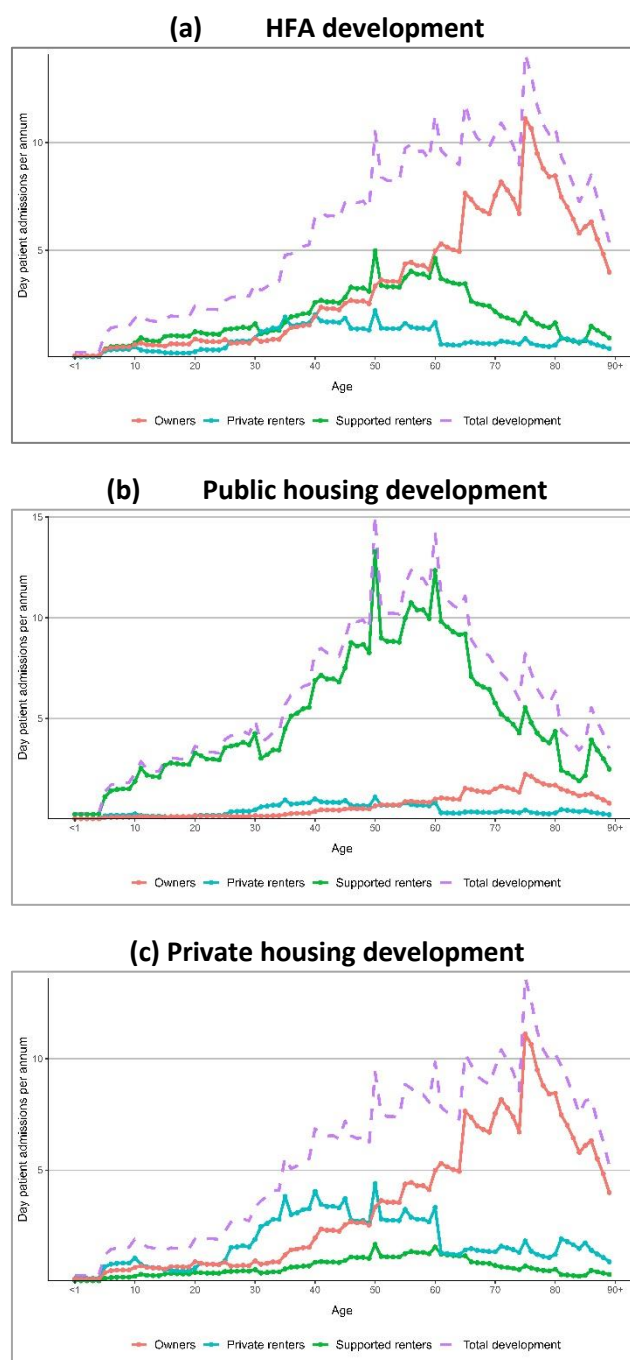 (a) HFA development
Day patient admissions per annum
10
5
<1 10 20 30 40 50 60 70 80 90+
Age
Owners Private renters Supported renters Total development
(b) Public housing development
Day patient admissions per annum
15
10
5
<1 10 20 30 40 50 60 70 80 90+
Age
Owners Private renters Supported renters Total development
(c) Private housing development
Day patient admissions per annum
10
5
<1 10 20 30 40 50 60 70 80 90+
Age
Owners Private renters Supported renters Total development